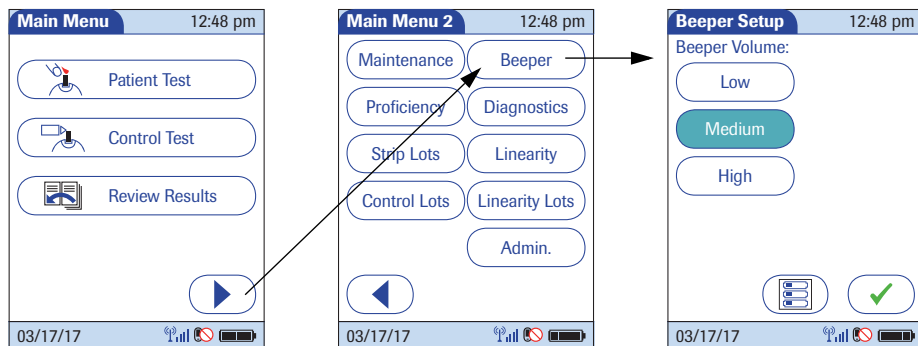 Main Menu 12:48 pm
Patient Test
Control Test
Review Results
03/17/17
Main Menu 2 12:48 pm
Maintenance Beeper
Proficiency Diagnostics
Strip Lots Linearity
Control Lots Linearity Lots
Admin.
03/17/17
Beeper Setup 12:48 pm
Beeper Volume:
Low
Medium
High
03/17/17